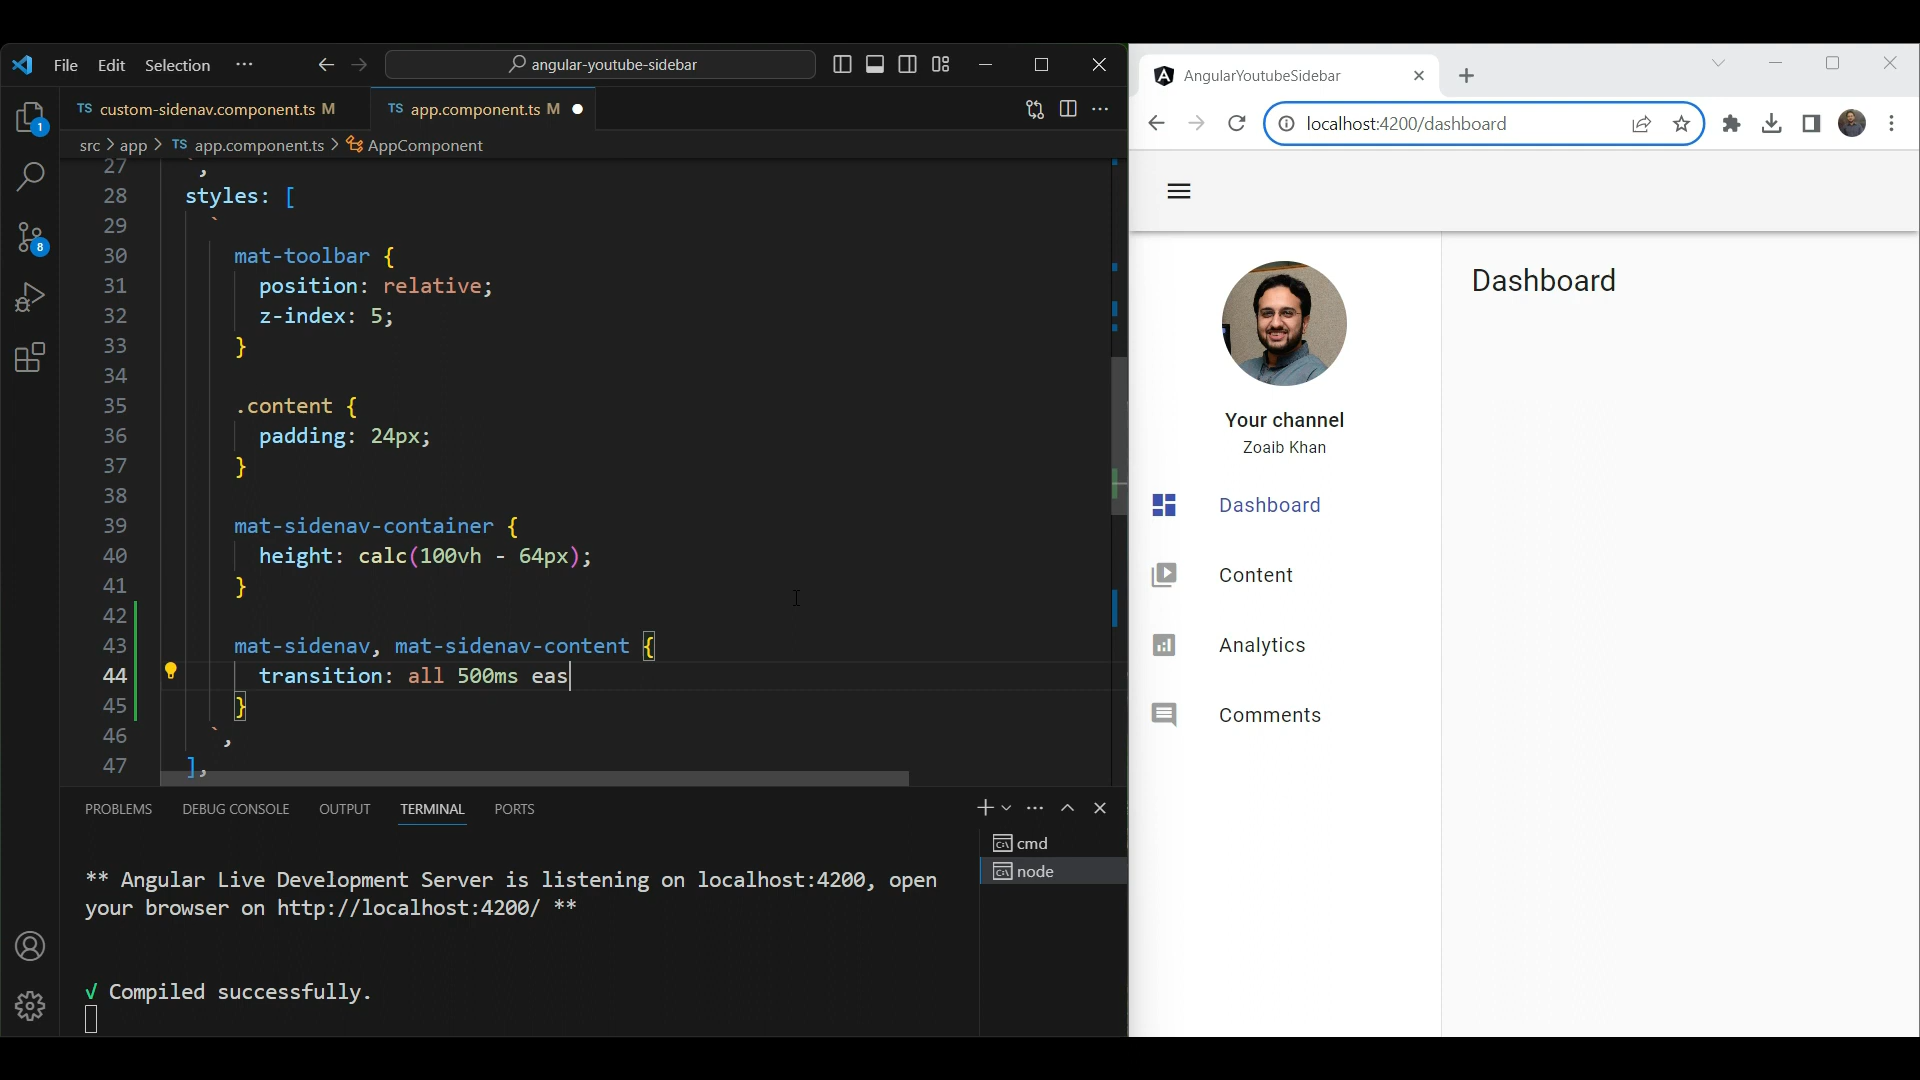 File Edit Selection ··· angular-youtube-sidebar
TS custom-sidenav.component.ts M TS app.component.ts M
src > app > TS app.component.ts > AppComponent
27 `,
28 styles: [
29 `
30 mat-toolbar {
31 position: relative;
32 z-index: 5;
33 }
34
35 .content {
36 padding: 24px;
37 }
38
39 mat-sidenav-container {
40 height: calc(100vh - 64px);
41 }
42
43 mat-sidenav, mat-sidenav-content {
44 transition: all 500ms eas
45 }
46 `,
47 ],
1
8
PROBLEMS DEBUG CONSOLE OUTPUT TERMINAL PORTS
** Angular Live Development Server is listening on localhost:4200, open
your browser on http://localhost:4200/ **
√ Compiled successfully.
cmd
node
AngularYoutubeSidebar
localhost:4200/dashboard
Your channel
Zoaib Khan
Dashboard
Content
Analytics
Comments
Dashboard